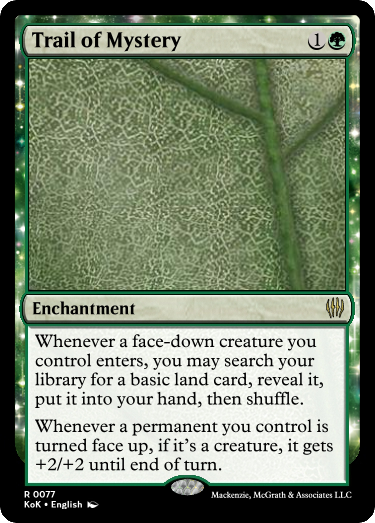 Trail of Mystery 1
Enchantment
Whenever a face-down creature you
control enters, you may search your
library for a basic land card, reveal it,
put it into your hand, then shuffle.
Whenever a permanent you control is
turned face up, if it's a creature, it gets
+2/+2 until end of turn.
R 0077
KoK • English Mackenzie, McGrath & Associates LLC